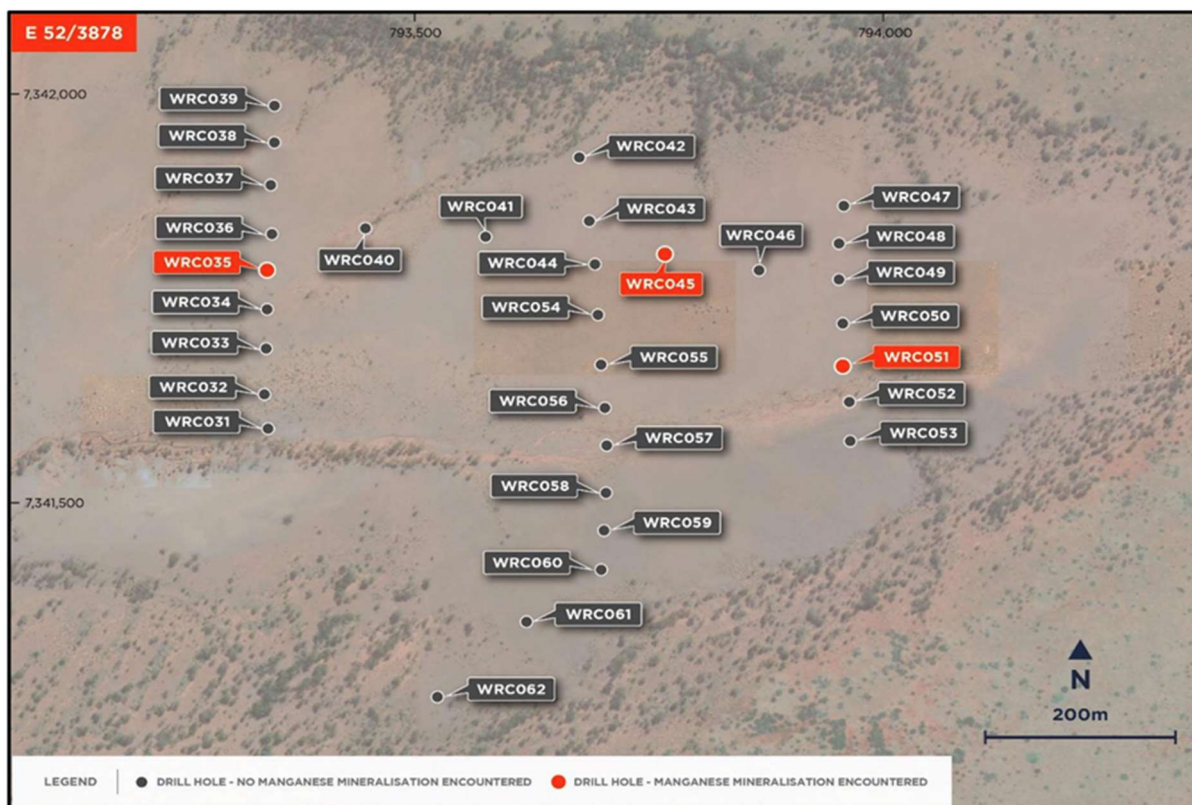 E 52/3878
793,500
794,000
7,342,000
WRC039
WRC038
WRC042
WRC037
WRC047
WRC041
WRC043
WRC036
WRC046
WRC048
WRC040
WRC035
WRC044
WRC049
WRC045
WRC034
WRC054
WRC050
WRC033
WRC055
WRC051
WRC032
WRC056
WRC052
WRC031
WRC057
WRC053
WRC058
7,341,500
WRC059
WRC060
WRC061
WRC062
N
200m
LEGEND
DRILL HOLE - NO MANGANESE MINERALISATION ENCOUNTERED
DRILL HOLE - MANGANESE MINERALISATION ENCOUNTERED